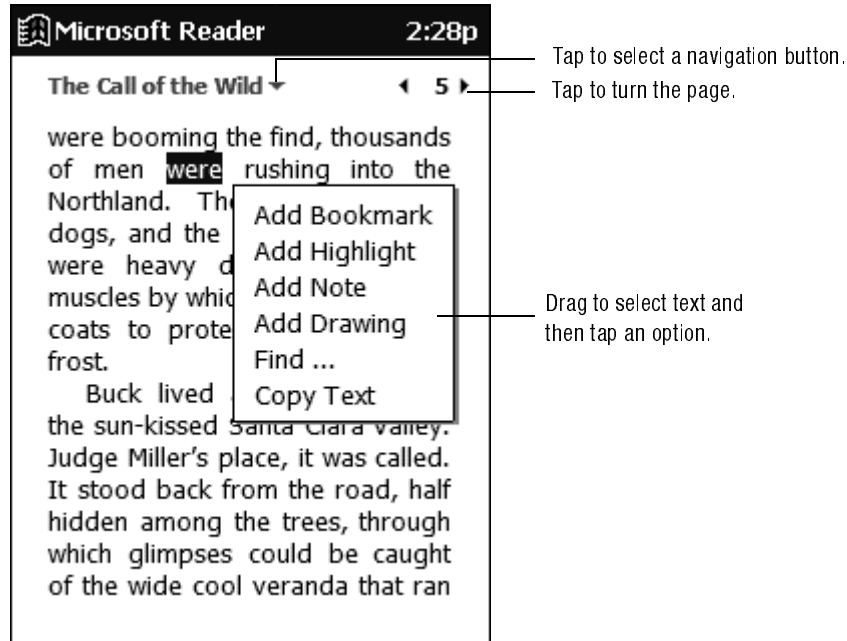 Microsoft Reader 2:28p
The Call of the Wild 5
Tap to select a navigation button.
Tap to turn the page.
were booming the find, thousands
of men were rushing into the
Northland.
dogs, and the
were heavy
muscles by
coats to
frost.
Add Bookmark
Add Highlight
Add Note
Add Drawing
Find ...
Copy Text
Drag to select text and
then tap an option.
Buck lived
the sun-kissed Santa Clara Valley.
Judge Miller's place, it was called.
It stood back from the road, half
hidden among the trees, through
which glimpses could be caught
of the wide cool veranda that ran